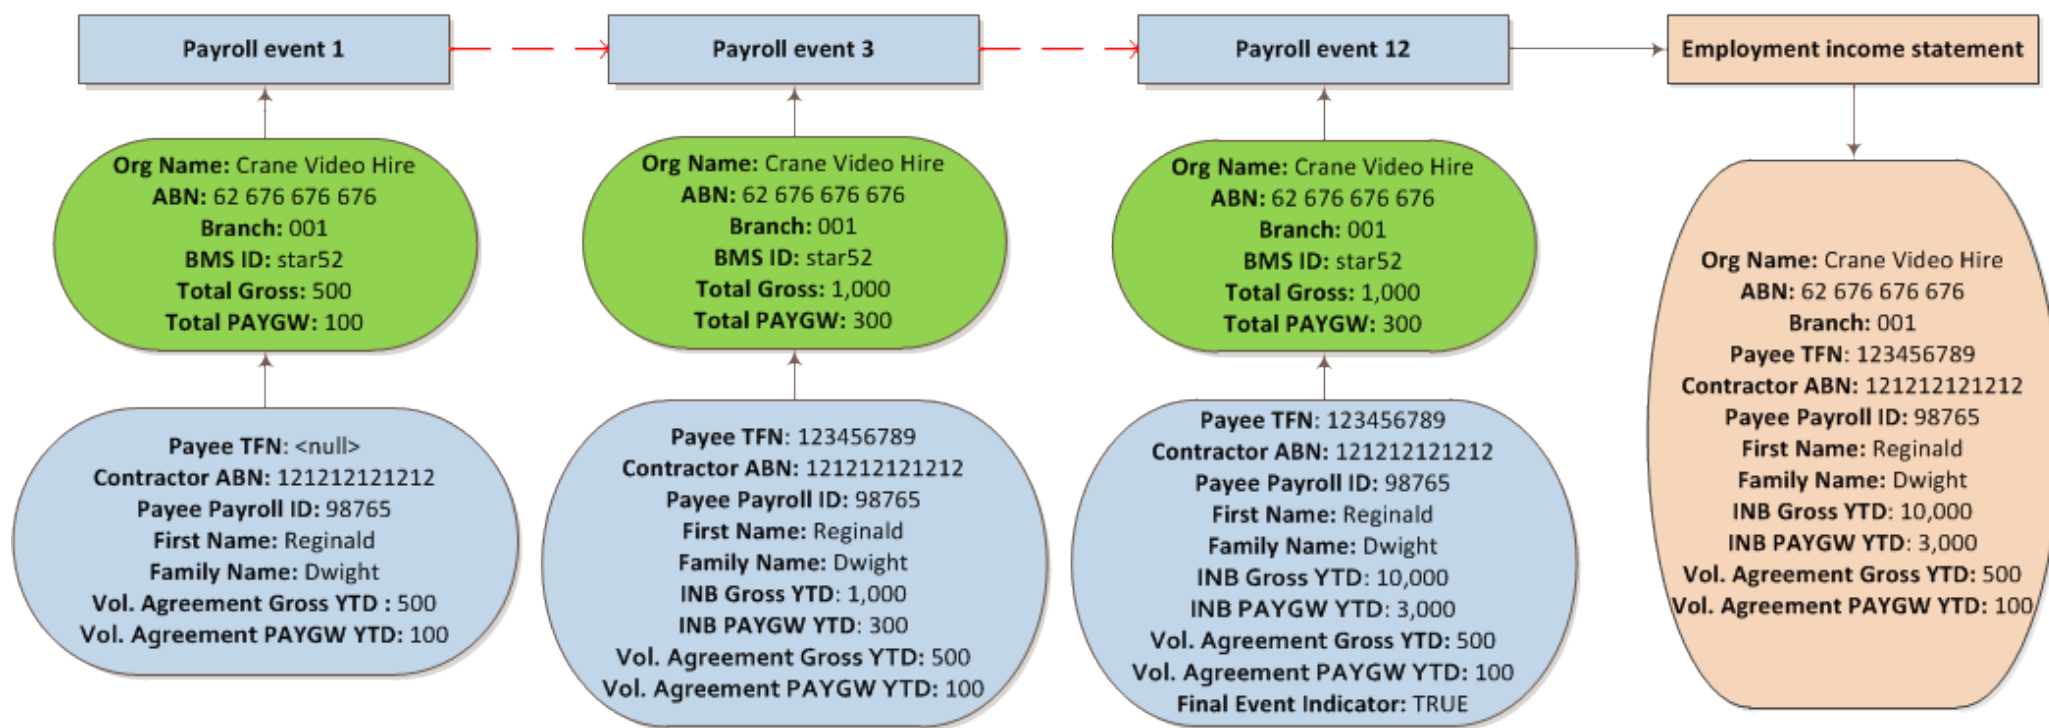 Payroll event 1
Payroll event 3
Payroll event 12
Employment income statement
Org Name: Crane Video Hire
ABN: 62 676 676 676
Branch: 001
BMS ID: star52
Total Gross: 500
Total PAYGW: 100
Org Name: Crane Video Hire
ABN: 62 676 676 676
Branch: 001
BMS ID: star52
Total Gross: 1,000
Total PAYGW: 300
Org Name: Crane Video Hire
ABN: 62 676 676 676
Branch: 001
BMS ID: star52
Total Gross: 1,000
Total PAYGW: 300
Payee TFN: <null>
Contractor ABN: 121212121212
Payee Payroll ID: 98765
First Name: Reginald
Family Name: Dwight
Vol. Agreement Gross YTD : 500
Vol. Agreement PAYGW YTD: 100
Payee TFN: 123456789
Contractor ABN: 121212121212
Payee Payroll ID: 98765
First Name: Reginald
Family Name: Dwight
INB Gross YTD: 1,000
INB PAYGW YTD: 300
Vol. Agreement Gross YTD: 500
Vol. Agreement PAYGW YTD: 100
Payee TFN: 123456789
Contractor ABN: 121212121212
Payee Payroll ID: 98765
First Name: Reginald
Family Name: Dwight
INB Gross YTD: 10,000
INB PAYGW YTD: 3,000
Vol. Agreement Gross YTD: 500
Vol. Agreement PAYGW YTD: 100
Final Event Indicator: TRUE
Org Name: Crane Video Hire
ABN: 62 676 676 676
Branch: 001
Payee TFN: 123456789
Contractor ABN: 121212121212
Payee Payroll ID: 98765
First Name: Reginald
Family Name: Dwight
INB Gross YTD: 10,000
INB PAYGW YTD: 3,000
Vol. Agreement Gross YTD: 500
Vol. Agreement PAYGW YTD: 100